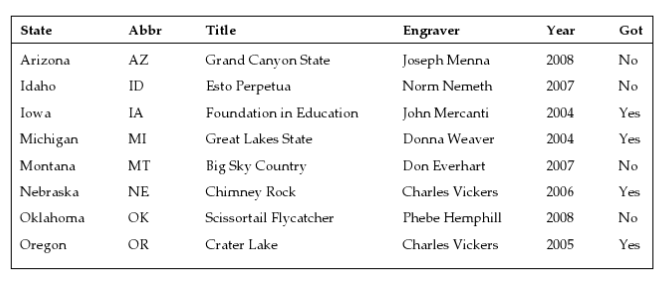 State Abbr Title Engraver Year Got
Arizona AZ Grand Canyon State Joseph Menna 2008 No
Idaho ID Esto Perpetua Norm Nemeth 2007 No
Iowa IA Foundation in Education John Mercanti 2004 Yes
Michigan MI Great Lakes State Donna Weaver 2004 Yes
Montana MT Big Sky Country Don Everhart 2007 No
Nebraska NE Chimney Rock Charles Vickers 2006 Yes
Oklahoma OK Scissortail Flycatcher Phebe Hemphill 2008 No
Oregon OR Crater Lake Charles Vickers 2005 Yes